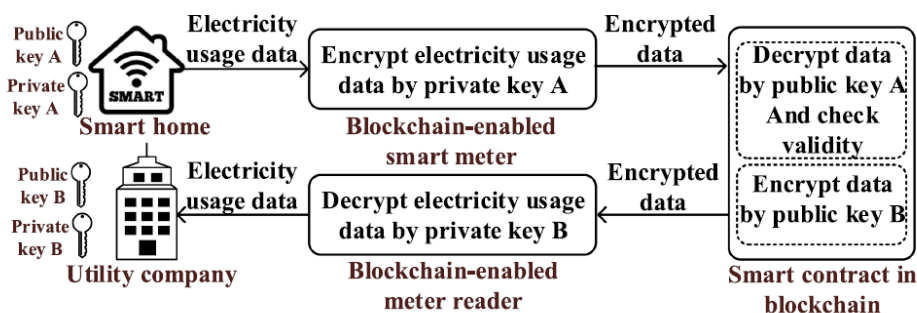 Public
key A
Private
key A
SMART
Smart home
Electricity
usage data
Encrypt electricity usage
data by private key A
Blockchain-enabled
smart meter
Encrypted
data
Decrypt data
by public key A
And check
validity
Encrypt data
by public key B
Smart contract in
blockchain
Encrypted
data
Decrypt electricity usage
data by private key B
Blockchain-enabled
meter reader
Electricity
usage data
Public
key B
Private
key B
Utility company